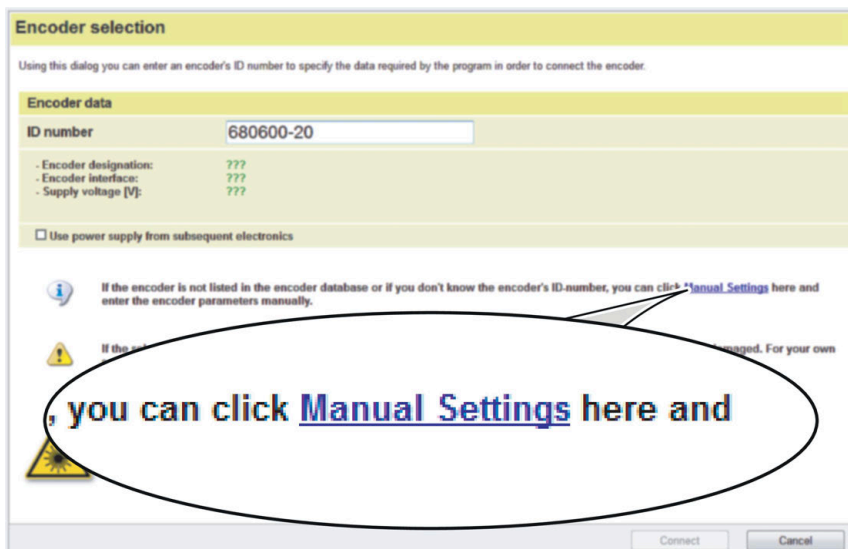 Encoder selection
Using this dialog you can enter an encoder's ID number to specify the data required by the program in order to connect the encoder.
Encoder data
ID number 680600-20
- Encoder designation: ???
- Encoder interface: ???
- Supply voltage [V]: ???
Use power supply from subsequent electronics
If the encoder is not listed in the encoder database or if you don't know the encoder's ID-number, you can click Manual Settings here and
enter the encoder parameters manually.
If the damaged. For your own
, you can click Manual Settings here and
Connect Cancel